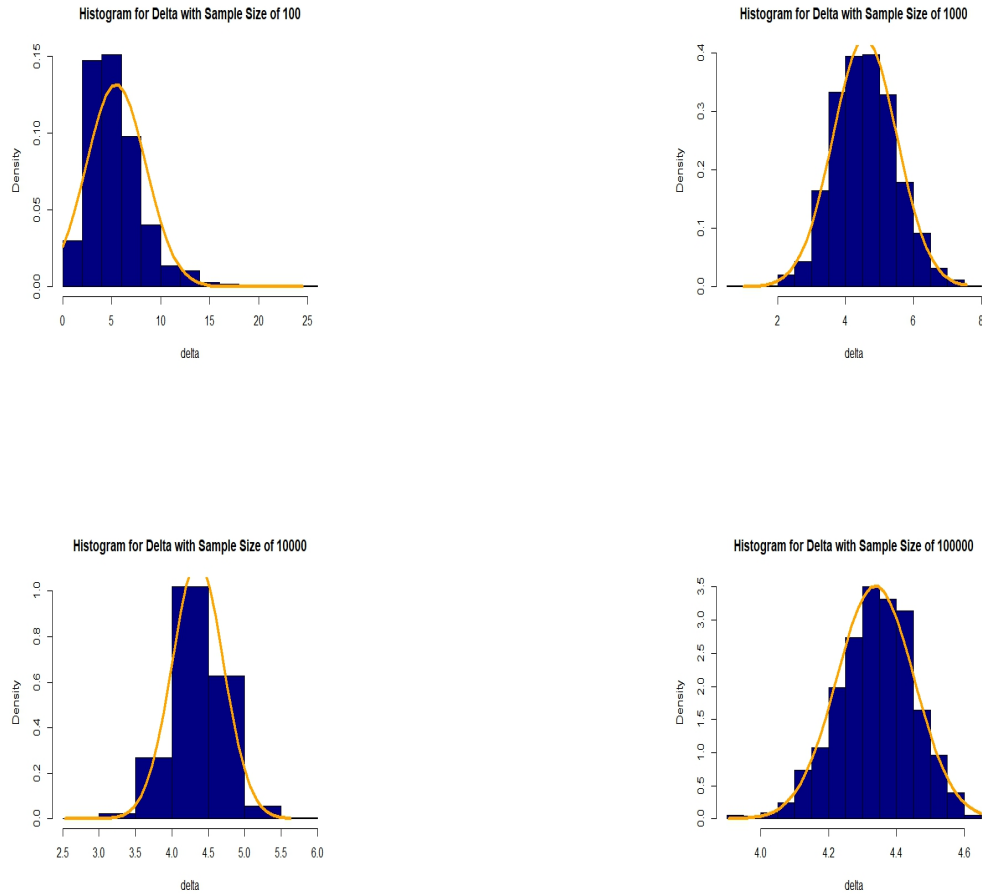 Histogram for Delta with Sample Size of 100
Density
0.00 0.05 0.10 0.15
0 5 10 15 20 25
delta
Histogram for Delta with Sample Size of 1000
Density
0.0 0.1 0.2 0.3 0.4
2 4 6 8
delta
Histogram for Delta with Sample Size of 10000
Density
0.0 0.2 0.4 0.6 0.8 1.0
2.5 3.0 3.5 4.0 4.5 5.0 5.5 6.0
delta
Histogram for Delta with Sample Size of 100000
Density
0.0 0.5 1.0 1.5 2.0 2.5 3.0 3.5
4.0 4.2 4.4 4.6
delta